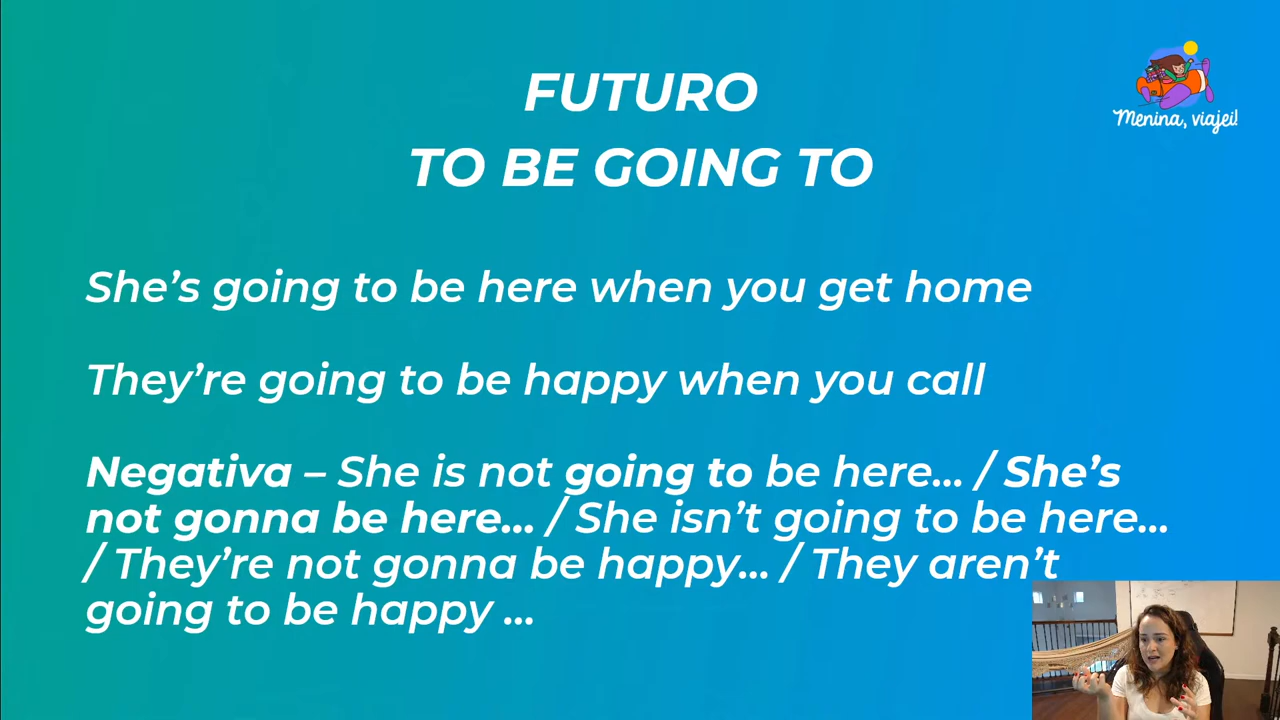 FUTURO
TO BE GOING TO
Menina, viajei!
She’s going to be here when you get home
They’re going to be happy when you call
Negativa – She is not going to be here... / She’s
not gonna be here... / She isn’t going to be here...
/ They’re not gonna be happy... / They aren’t
going to be happy ...